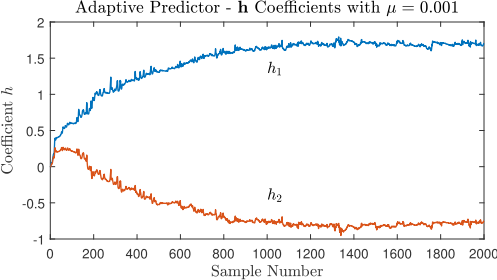 Adaptive Predictor - h Coefficients with μ = 0.001
Coefficient h
2
1.5
1
0.5
0
-0.5
-1
h₁
h₂
0 200 400 600 800 1000 1200 1400 1600 1800 2000
Sample Number